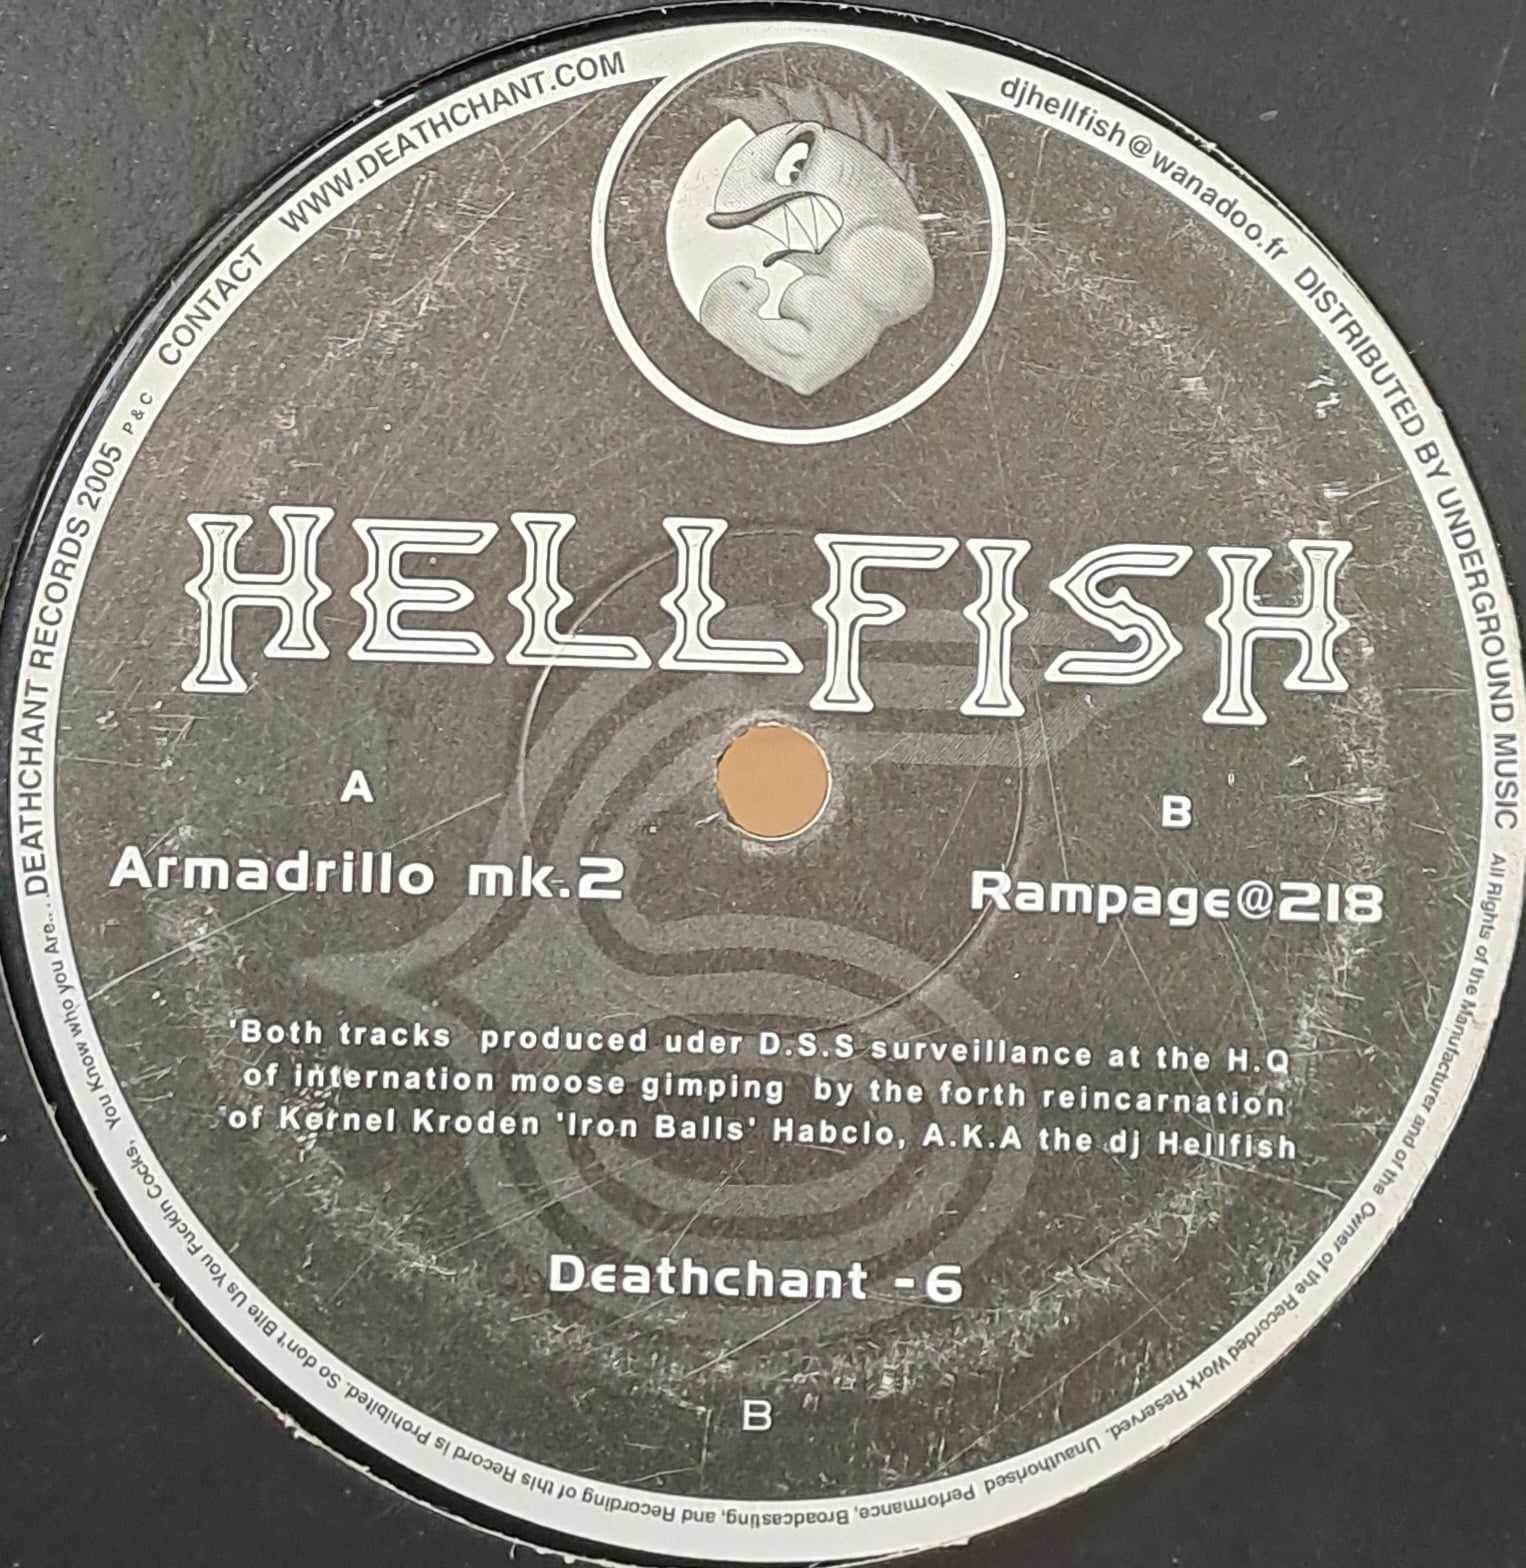 DEATHCHANT RECORDS 2005 P & C CONTACT WWW.DEATHCHANT.COM
djhellfish@wanadoo.fr DISTRIBUTED BY UNDERGROUND MUSIC
All Rights of the Manufacturer and of the Owner of the Recorded Work Reserved. Unauthorised Performance, Broadcasting, and Recording of this Record is Prohibited. So don't Bite Us You Fuckin Cocks, You Know who you Are...
HELLFISH
A
B
Armadrillo mk.2
Rampage@218
'Both tracks produced uder D.S.S surveillance at the H.Q
of internation moose gimping by the forth reincarnation
of Kernel Kroden 'Iron Balls' Habclo, A.K.A the dj Hellfish
Deathchant -6
B